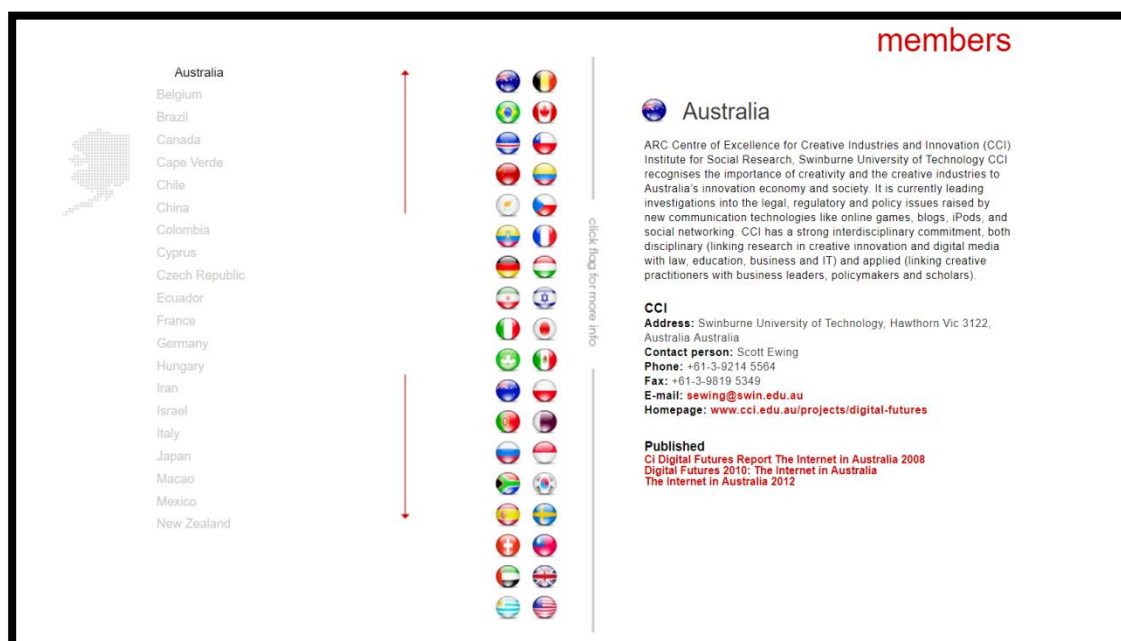 members
Australia
Belgium
Brazil
Canada
Cape Verde
Chile
China
Colombia
Cyprus
Czech Republic
Ecuador
France
Germany
Hungary
Iran
Israel
Italy
Japan
Macao
Mexico
New Zealand
click flag for more info
Australia
ARC Centre of Excellence for Creative Industries and Innovation (CCI)
Institute for Social Research, Swinburne University of Technology CCI
recognises the importance of creativity and the creative industries to
Australia's innovation economy and society. It is currently leading
investigations into the legal, regulatory and policy issues raised by
new communication technologies like online games, blogs, iPods, and
social networking. CCI has a strong interdisciplinary commitment, both
disciplinary (linking research in creative innovation and digital media
with law, education, business and IT) and applied (linking creative
practitioners with business leaders, policymakers and scholars).
CCI
Address: Swinburne University of Technology, Hawthorn Vic 3122,
Australia Australia
Contact person: Scott Ewing
Phone: +61-3-9214 5564
Fax: +61-3-9819 5349
E-mail: sewing@swin.edu.au
Homepage: www.cci.edu.au/projects/digital-futures
Published
Ci Digital Futures Report The Internet in Australia 2008
Digital Futures 2010: The Internet in Australia
The Internet in Australia 2012